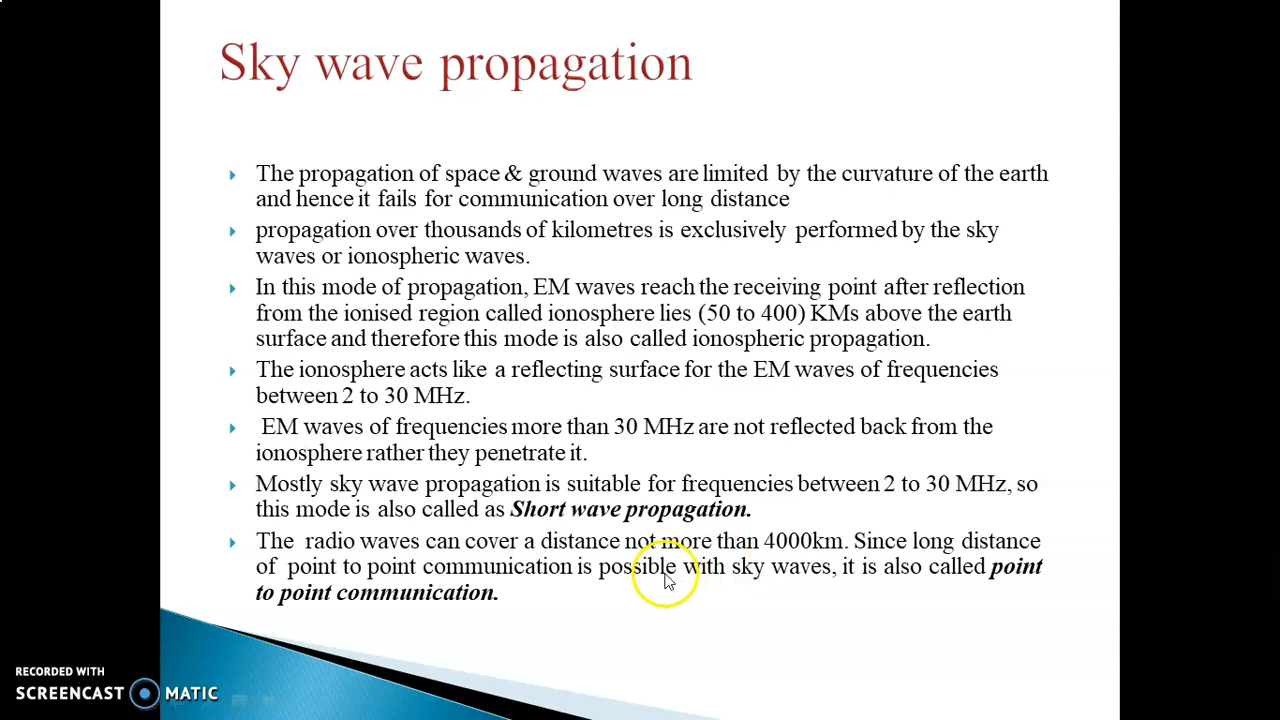 Sky wave propagation
The propagation of space & ground waves are limited by the curvature of the earth
and hence it fails for communication over long distance
propagation over thousands of kilometres is exclusively performed by the sky
waves or ionospheric waves.
In this mode of propagation, EM waves reach the receiving point after reflection
from the ionised region called ionosphere lies (50 to 400) KMs above the earth
surface and therefore this mode is also called ionospheric propagation.
The ionosphere acts like a reflecting surface for the EM waves of frequencies
between 2 to 30 MHz.
EM waves of frequencies more than 30 MHz are not reflected back from the
ionosphere rather they penetrate it.
Mostly sky wave propagation is suitable for frequencies between 2 to 30 MHz, so
this mode is also called as Short wave propagation.
The radio waves can cover a distance not more than 4000km. Since long distance
of point to point communication is possible with sky waves, it is also called point
to point communication.
RECORDED WITH
SCREENCAST MATIC